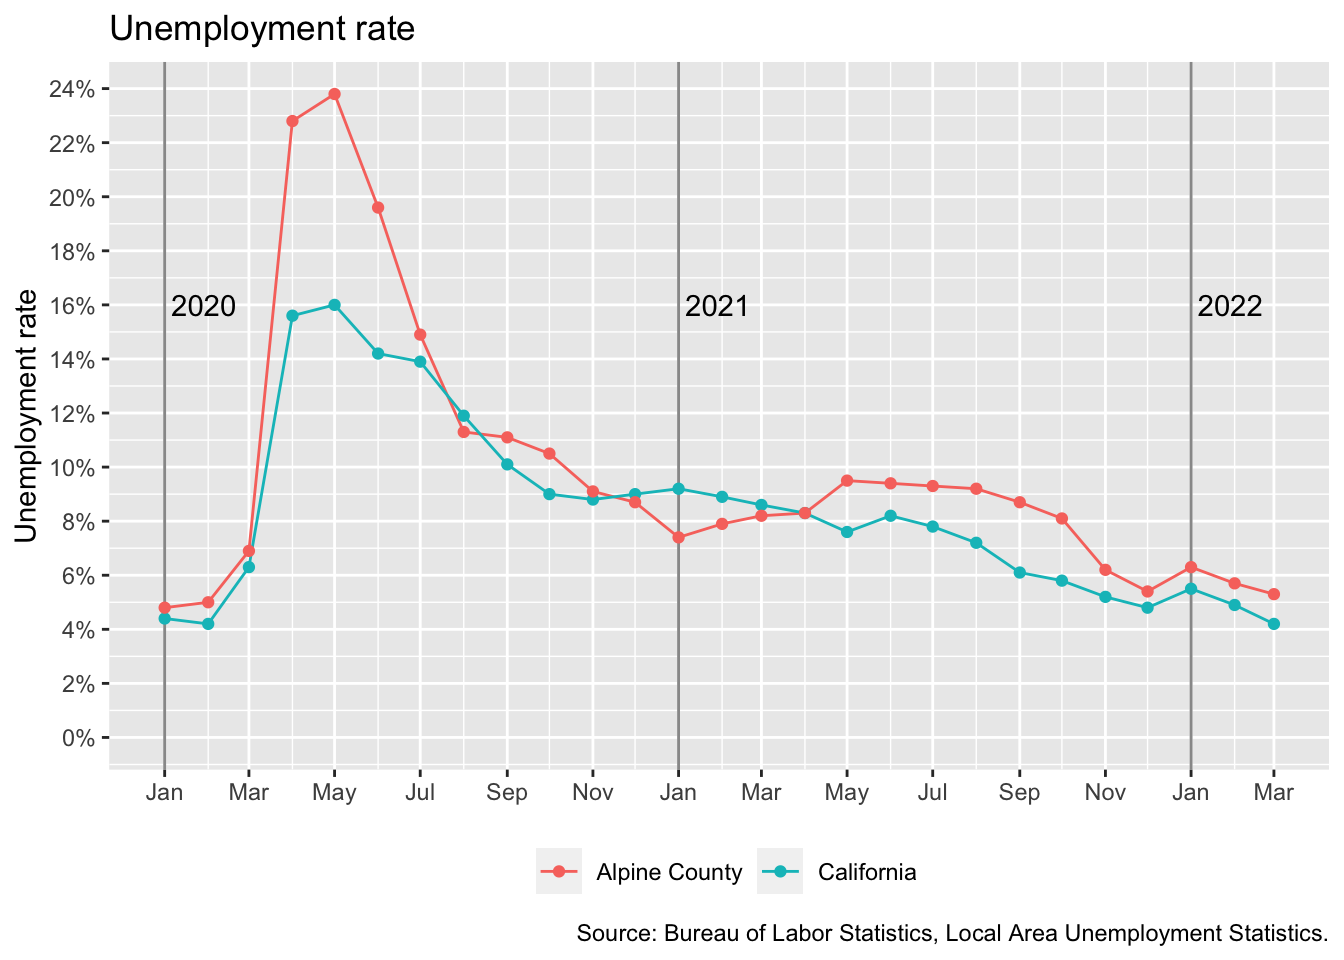 Unemployment rate
Unemployment rate
24%
22%
20%
18%
16%
14%
12%
10%
8%
6%
4%
2%
0%
2020 2021 2022
Jan Mar May Jul Sep Nov Jan Mar May Jul Sep Nov Jan Mar
Alpine County California
Source: Bureau of Labor Statistics, Local Area Unemployment Statistics.